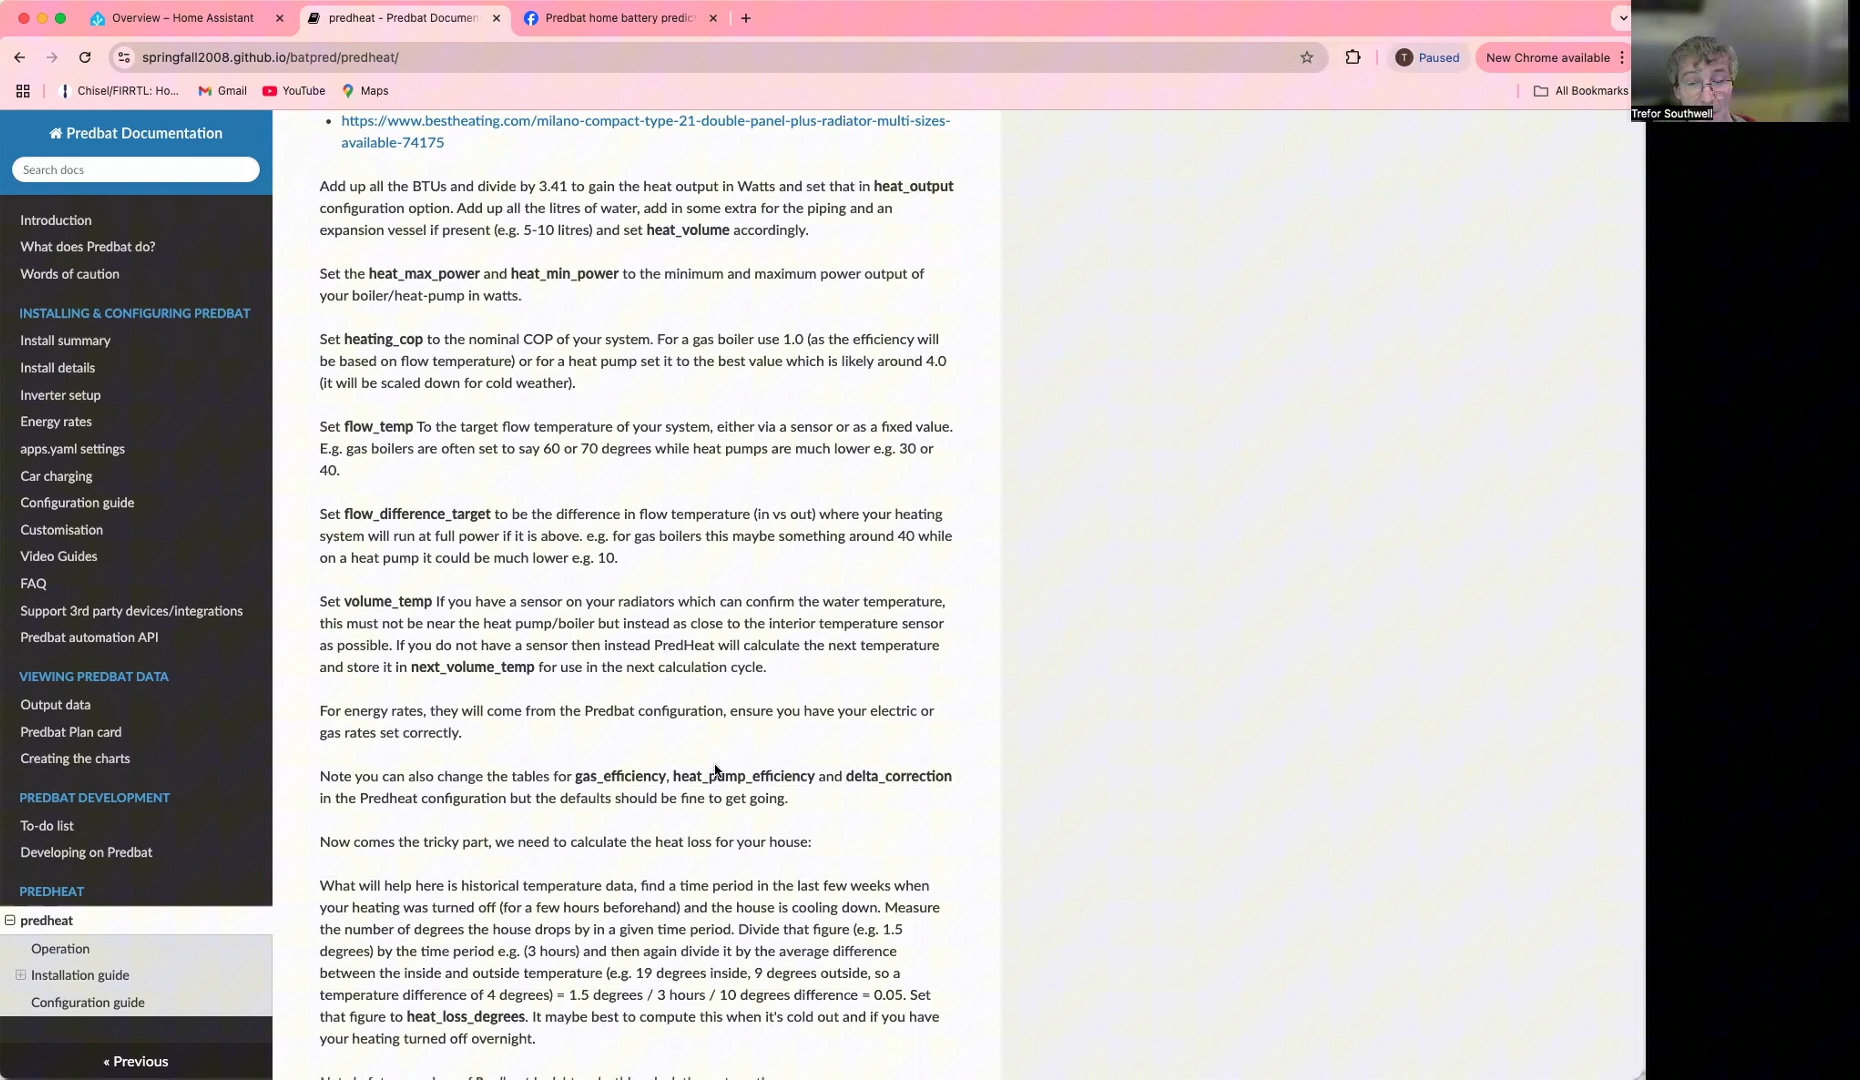 Overview – Home Assistant
predheat - Predbat Documen
Predbat home battery predic
springfall2008.github.io/batpred/predheat/
T
Paused
New Chrome available
Chisel/FIRRTL: Ho...
Gmail
YouTube
Maps
All Bookmarks
Trefor Southwell
Predbat Documentation
Search docs
Introduction
What does Predbat do?
Words of caution
INSTALLING & CONFIGURING PREDBAT
Install summary
Install details
Inverter setup
Energy rates
apps.yaml settings
Car charging
Configuration guide
Customisation
Video Guides
FAQ
Support 3rd party devices/integrations
Predbat automation API
VIEWING PREDBAT DATA
Output data
Predbat Plan card
Creating the charts
PREDBAT DEVELOPMENT
To-do list
Developing on Predbat
PREDHEAT
predheat
Operation
Installation guide
Configuration guide
« Previous
https://www.bestheating.com/milano-compact-type-21-double-panel-plus-radiator-multi-sizes-
available-74175
Add up all the BTUs and divide by 3.41 to gain the heat output in Watts and set that in heat_output
configuration option. Add up all the litres of water, add in some extra for the piping and an
expansion vessel if present (e.g. 5-10 litres) and set heat_volume accordingly.
Set the heat_max_power and heat_min_power to the minimum and maximum power output of
your boiler/heat-pump in watts.
Set heating_cop to the nominal COP of your system. For a gas boiler use 1.0 (as the efficiency will
be based on flow temperature) or for a heat pump set it to the best value which is likely around 4.0
(it will be scaled down for cold weather).
Set flow_temp To the target flow temperature of your system, either via a sensor or as a fixed value.
E.g. gas boilers are often set to say 60 or 70 degrees while heat pumps are much lower e.g. 30 or
40.
Set flow_difference_target to be the difference in flow temperature (in vs out) where your heating
system will run at full power if it is above. e.g. for gas boilers this maybe something around 40 while
on a heat pump it could be much lower e.g. 10.
Set volume_temp If you have a sensor on your radiators which can confirm the water temperature,
this must not be near the heat pump/boiler but instead as close to the interior temperature sensor
as possible. If you do not have a sensor then instead PredHeat will calculate the next temperature
and store it in next_volume_temp for use in the next calculation cycle.
For energy rates, they will come from the Predbat configuration, ensure you have your electric or
gas rates set correctly.
Note you can also change the tables for gas_efficiency, heat_pump_efficiency and delta_correction
in the Predheat configuration but the defaults should be fine to get going.
Now comes the tricky part, we need to calculate the heat loss for your house:
What will help here is historical temperature data, find a time period in the last few weeks when
your heating was turned off (for a few hours beforehand) and the house is cooling down. Measure
the number of degrees the house drops by in a given time period. Divide that figure (e.g. 1.5
degrees) by the time period e.g. (3 hours) and then again divide it by the average difference
between the inside and outside temperature (e.g. 19 degrees inside, 9 degrees outside, so a
temperature difference of 4 degrees) = 1.5 degrees / 3 hours / 10 degrees difference = 0.05. Set
that figure to heat_loss_degrees. It maybe best to compute this when it's cold out and if you have
your heating turned off overnight.